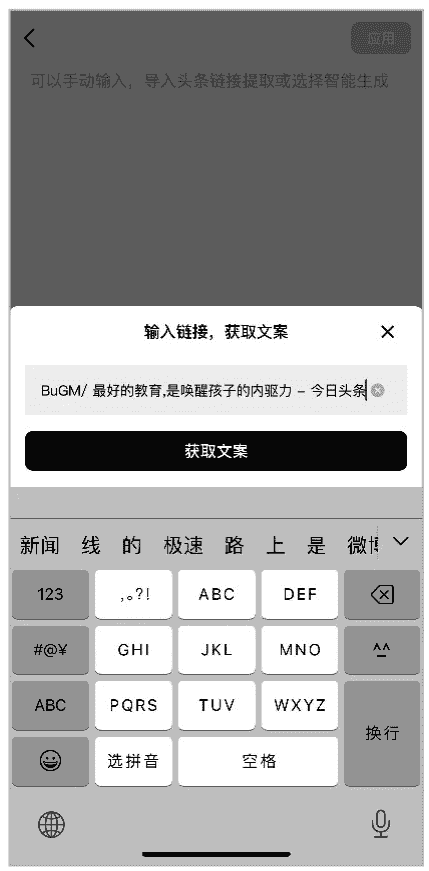 应用
可以手动输入，导入头条链接提取或选择智能生成
输入链接，获取文案
BuGM/ 最好的教育,是唤醒孩子的内驱力 – 今日头条
获取文案
新闻 线 的 极速 路 上 是 微博
123 ,。?! ABC DEF
#@¥ GHI JKL MNO ^^
ABC PQRS TUV WXYZ
换行
选拼音 空格